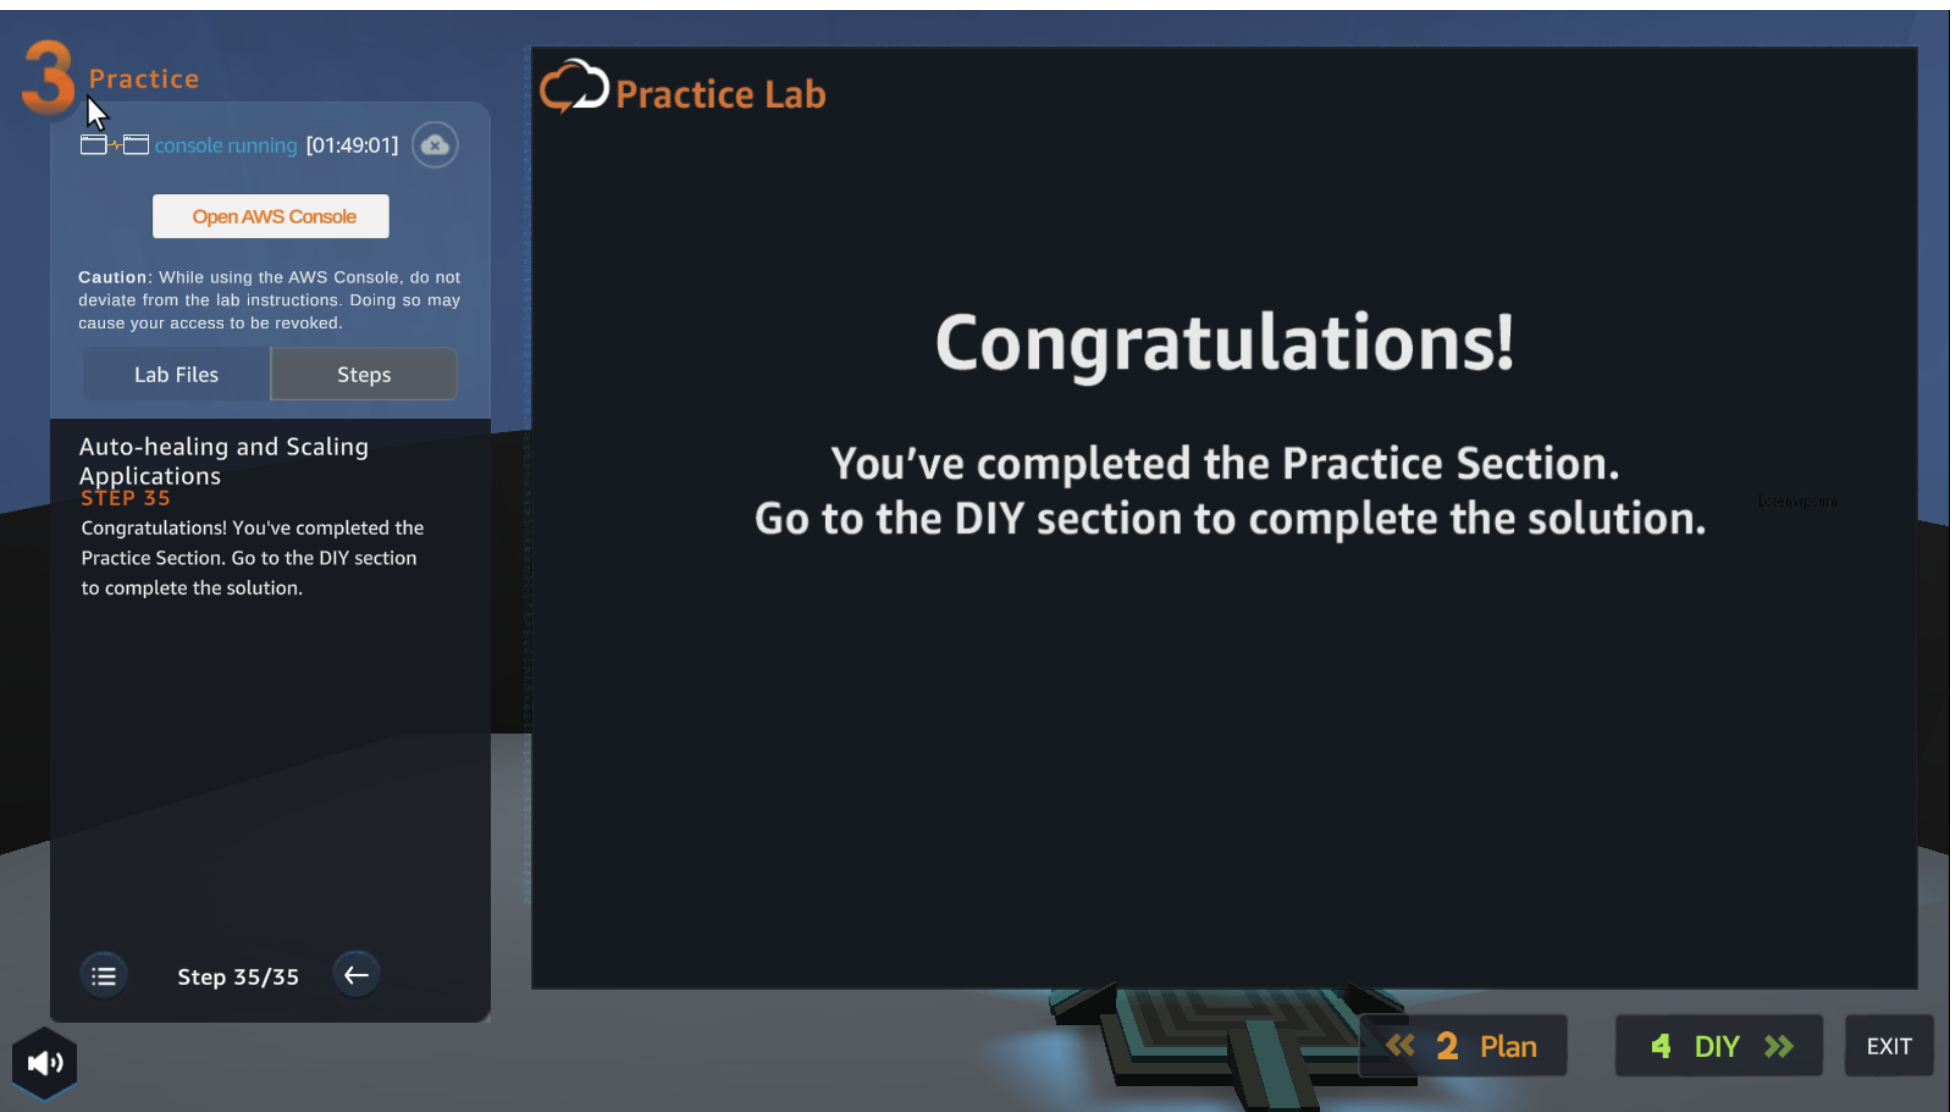 3 Practice
console running [01:49:01]
Open AWS Console
Caution: While using the AWS Console, do not
deviate from the lab instructions. Doing so may
cause your access to be revoked.
Lab Files
Steps
Auto-healing and Scaling
Applications
STEP 35
Congratulations! You've completed the
Practice Section. Go to the DIY section
to complete the solution.
Step 35/35
Practice Lab
Congratulations!
You've completed the Practice Section.
Go to the DIY section to complete the solution.
Lorem ipsum
2 Plan
4 DIY
EXIT